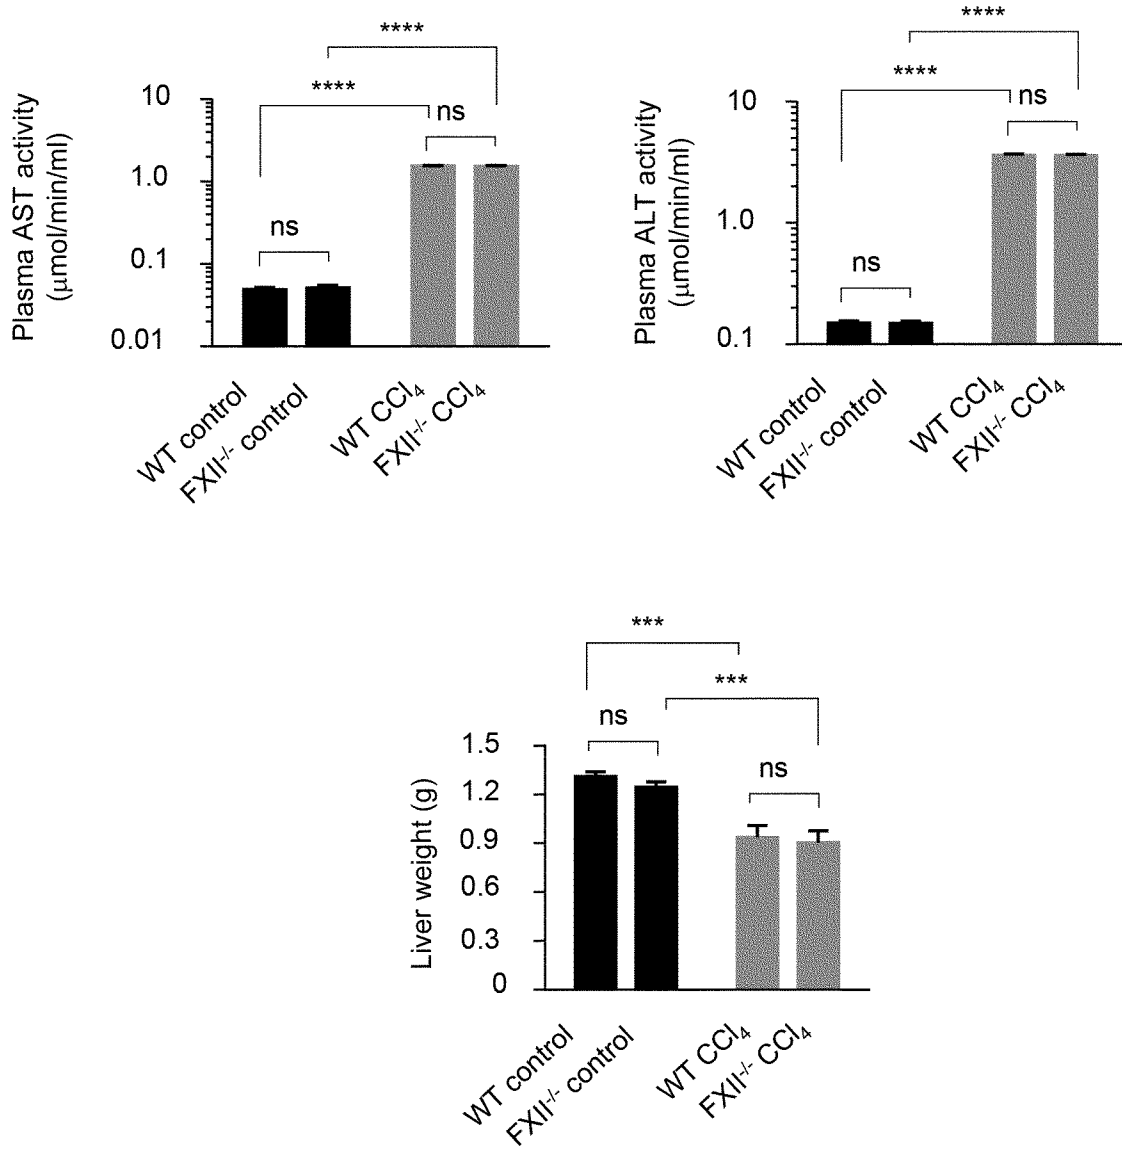 ****
****
ns
ns
Plasma AST activity
(μmol/min/ml)
10
1.0
0.1
0.01
WT control
FXII-/- control
WT CCl4
FXII-/- CCl4
****
****
ns
ns
Plasma ALT activity
(μmol/min/ml)
10
1.0
0.1
WT control
FXII-/- control
WT CCl4
FXII-/- CCl4
***
***
ns
ns
Liver weight (g)
1.5
1.2
0.9
0.6
0.3
0
WT control
FXII-/- control
WT CCl4
FXII-/- CCl4